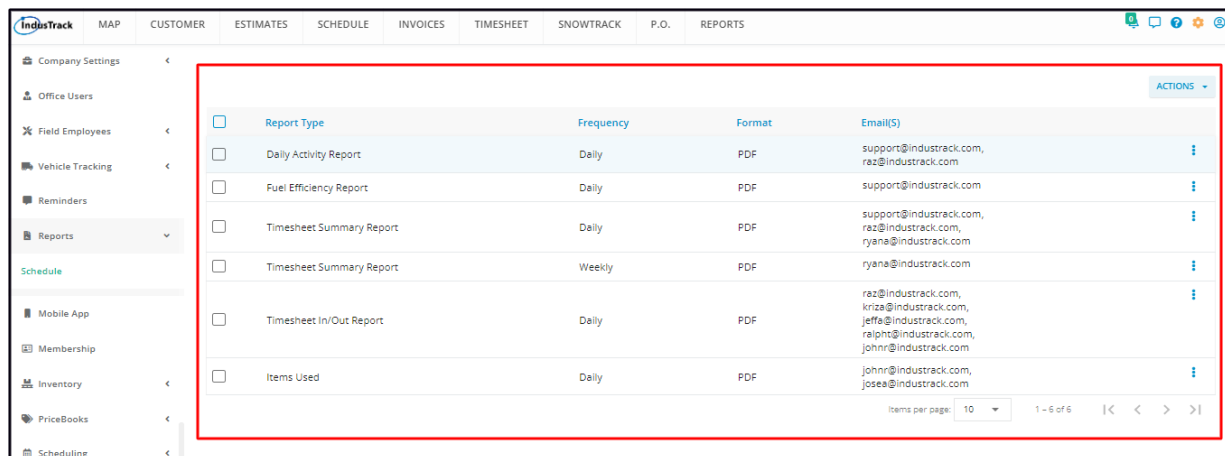 IndusTrack MAP CUSTOMER ESTIMATES SCHEDULE INVOICES TIMESHEET SNOWTRACK P.O. REPORTS 0
Company Settings
Office Users
Field Employees
Vehicle Tracking
Reminders
Reports
Schedule
Mobile App
Membership
Inventory
PriceBooks
Scheduling
ACTIONS
Report Type Frequency Format Email(S)
Daily Activity Report Daily PDF support@industrack.com,
raz@industrack.com
Fuel Efficiency Report Daily PDF support@industrack.com
Timesheet Summary Report Daily PDF support@industrack.com,
raz@industrack.com,
ryana@industrack.com
Timesheet Summary Report Weekly PDF ryana@industrack.com
Timesheet In/Out Report Daily PDF raz@industrack.com,
kriza@industrack.com,
jeffa@industrack.com,
ralpht@industrack.com,
johnr@industrack.com
Items Used Daily PDF johnr@industrack.com,
josea@industrack.com
Items per page: 10 1 – 6 of 6